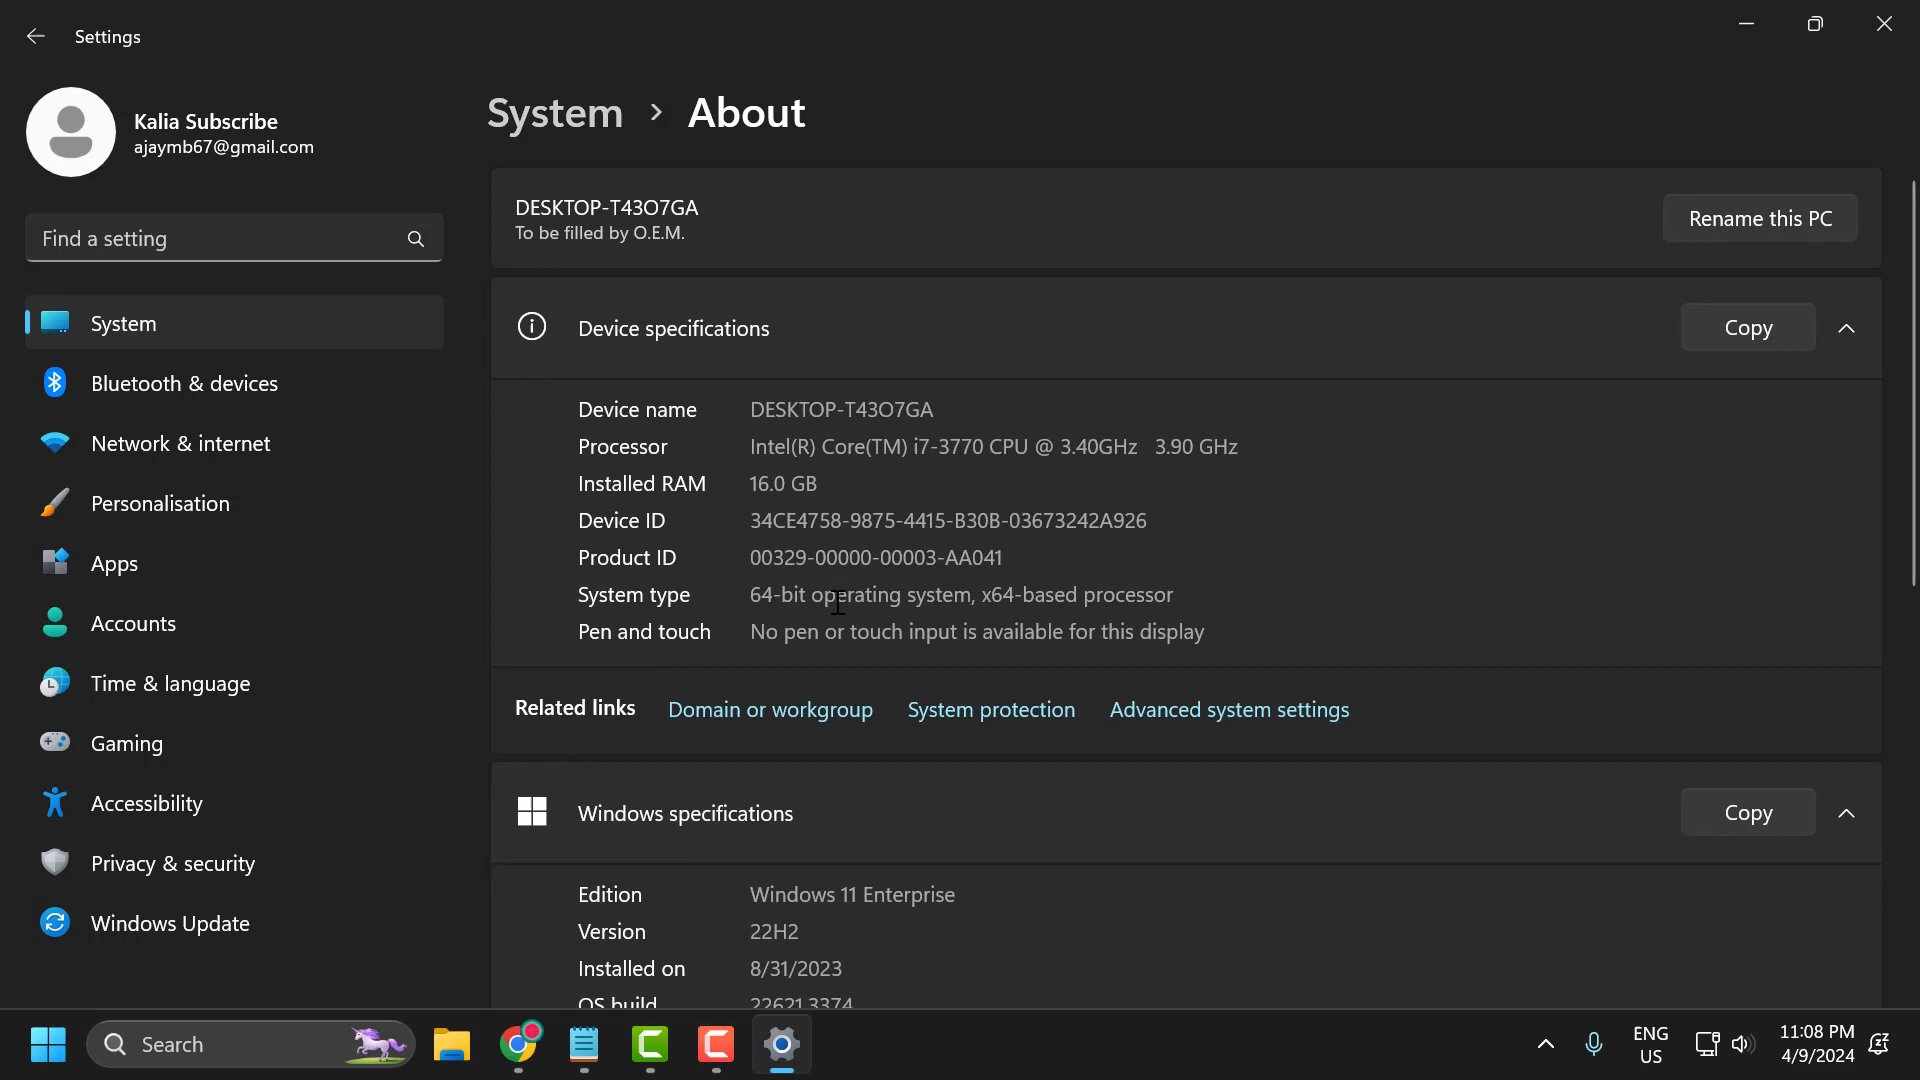 Settings
Kalia Subscribe
ajaymb67@gmail.com
Find a setting
System
Bluetooth & devices
Network & internet
Personalisation
Apps
Accounts
Time & language
Gaming
Accessibility
Privacy & security
Windows Update
System > About
DESKTOP-T43O7GA
To be filled by O.E.M.
Rename this PC
Device specifications
Copy
Device name DESKTOP-T43O7GA
Processor Intel(R) Core(TM) i7-3770 CPU @ 3.40GHz 3.90 GHz
Installed RAM 16.0 GB
Device ID 34CE4758-9875-4415-B30B-03673242A926
Product ID 00329-00000-00003-AA041
System type 64-bit operating system, x64-based processor
Pen and touch No pen or touch input is available for this display
Related links Domain or workgroup System protection Advanced system settings
Windows specifications
Copy
Edition Windows 11 Enterprise
Version 22H2
Installed on 8/31/2023
OS build 22621.3374
Search
ENG
US
11:08 PM
4/9/2024